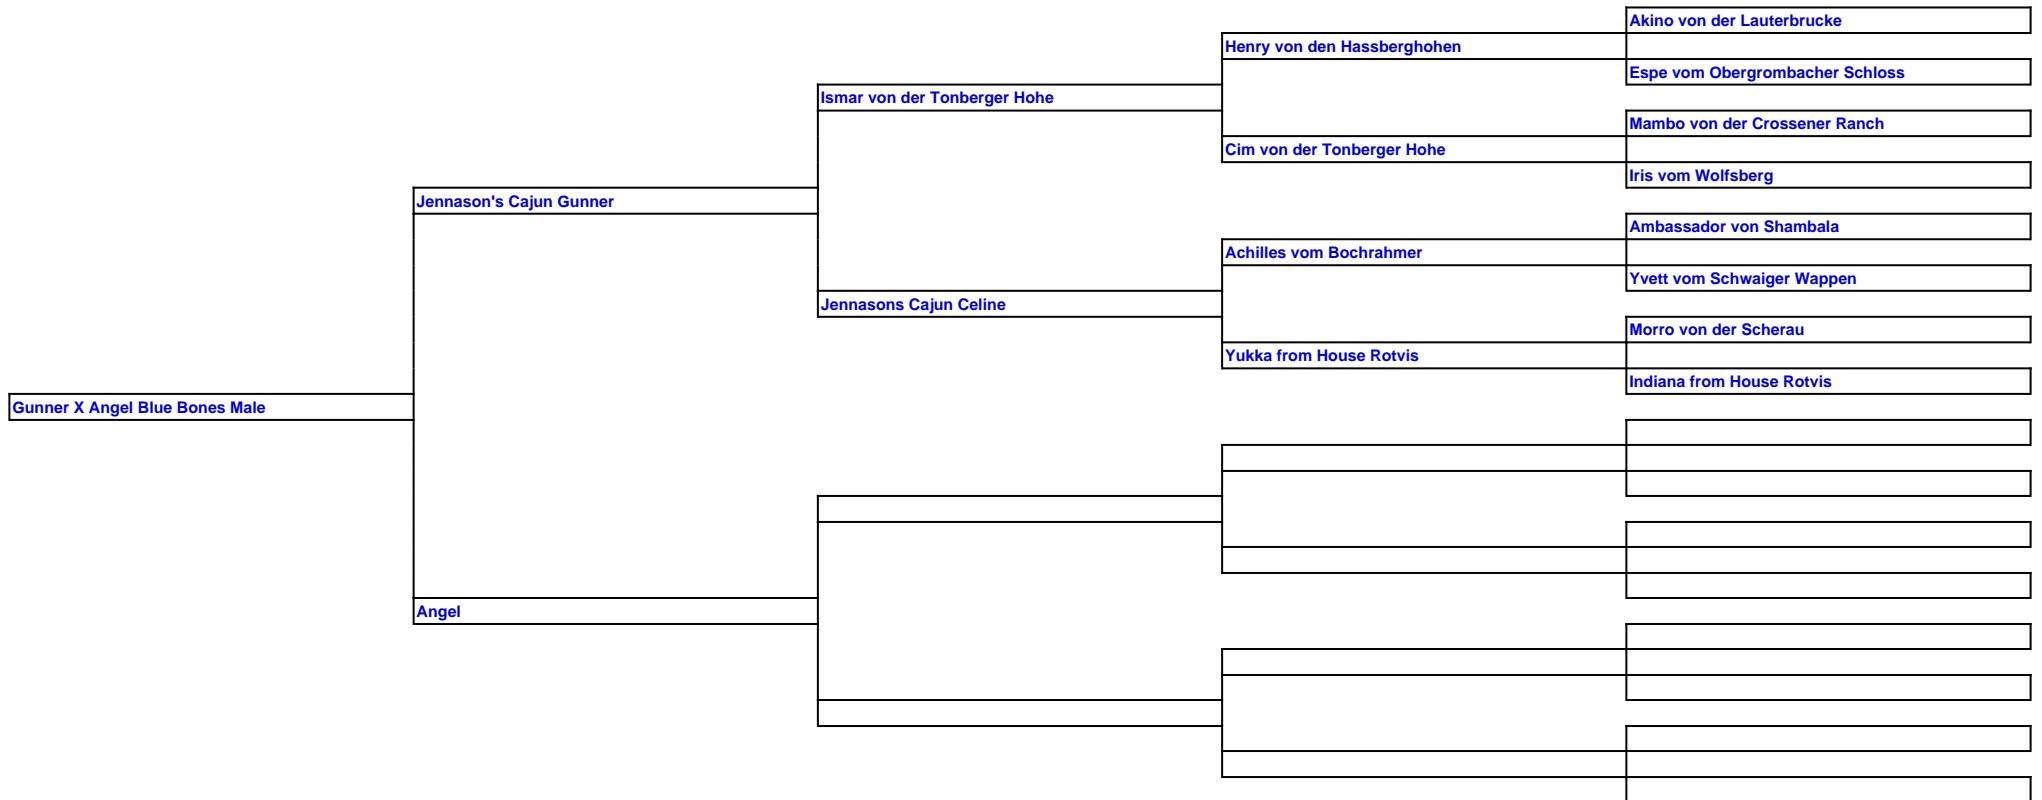 Akino von der Lauterbrucke
Henry von den Hassberghohen
Espe vom Obergrombacher Schloss
Ismar von der Tonberger Hohe
Mambo von der Crossener Ranch
Cim von der Tonberger Hohe
Iris vom Wolfsberg
Jennason's Cajun Gunner
Ambassador von Shambala
Achilles vom Bochrahmer
Yvett vom Schwaiger Wappen
Jennasons Cajun Celine
Morro von der Scherau
Yukka from House Rotvis
Indiana from House Rotvis
Gunner X Angel Blue Bones Male
Angel